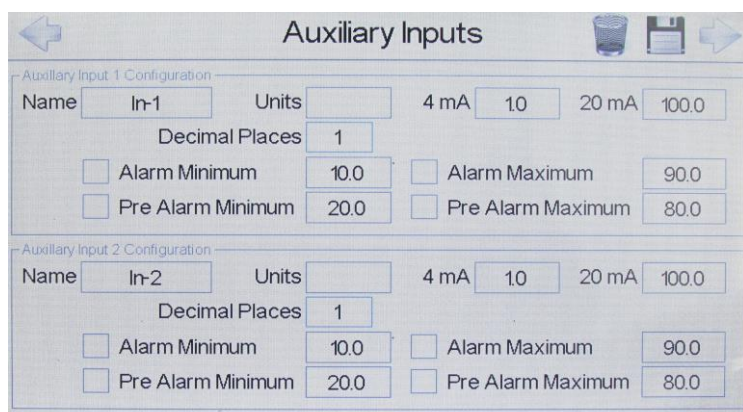 Auxiliary Inputs
Auxillary Input 1 Configuration
Name In-1 Units 4 mA 1.0 20 mA 100.0
Decimal Places 1
Alarm Minimum 10.0 Alarm Maximum 90.0
Pre Alarm Minimum 20.0 Pre Alarm Maximum 80.0
Auxillary Input 2 Configuration
Name In-2 Units 4 mA 1.0 20 mA 100.0
Decimal Places 1
Alarm Minimum 10.0 Alarm Maximum 90.0
Pre Alarm Minimum 20.0 Pre Alarm Maximum 80.0